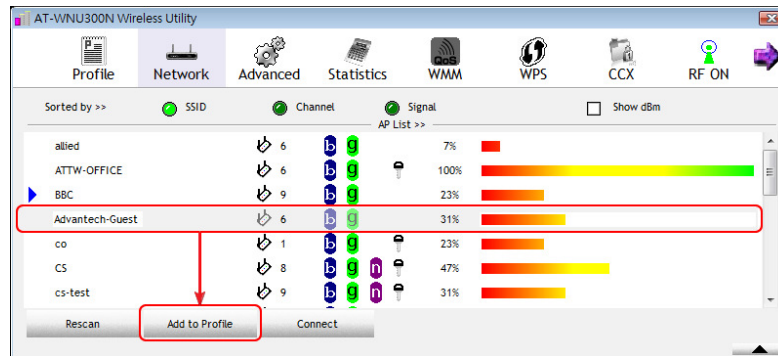 AT-WNU300N Wireless Utility
Profile Network Advanced Statistics QoS WMM WPS CCX RF ON
Sorted by >> SSID Channel Signal Show dBm
AP List >>
allied 6 b g 7%
ATTW-OFFICE 6 b g 100%
BBC 9 b g 23%
Advantech-Guest 6 b g 31%
co 1 b g 23%
CS 8 b g n 47%
cs-test 9 b g n 31%
Rescan Add to Profile Connect